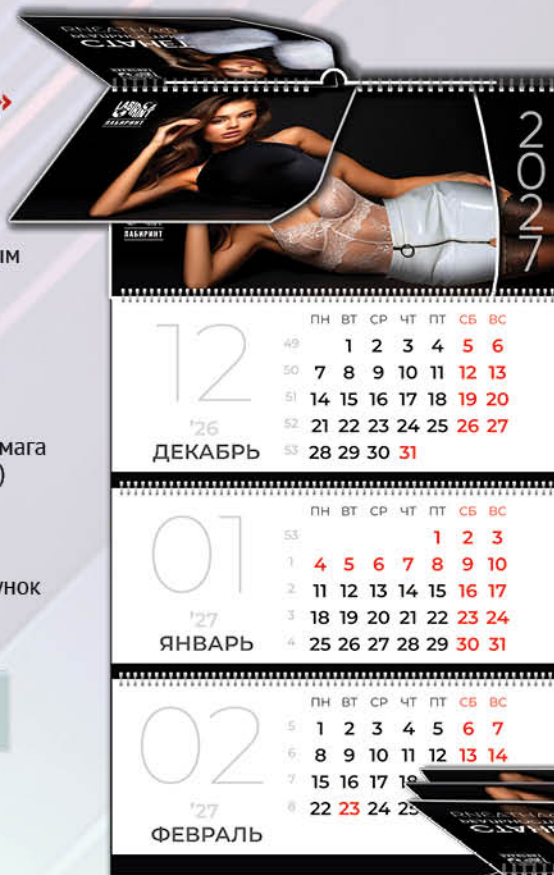 »
ЫМ
мага
)
унок
СТАНЕТ
LABIRINT
ЛАБИРИНТ
ЛАБИРИНТ
2027
ПН ВТ СР ЧТ ПТ СБ ВС
49 1 2 3 4 5 6
50 7 8 9 10 11 12 13
51 14 15 16 17 18 19 20
52 21 22 23 24 25 26 27
53 28 29 30 31
12
'26
ДЕКАБРЬ
ПН ВТ СР ЧТ ПТ СБ ВС
53 1 2 3
1 4 5 6 7 8 9 10
2 11 12 13 14 15 16 17
3 18 19 20 21 22 23 24
4 25 26 27 28 29 30 31
01
'27
ЯНВАРЬ
ПН ВТ СР ЧТ ПТ СБ ВС
5 1 2 3 4 5 6 7
6 8 9 10 11 12 13 14
7 15 16 17 18
8 22 23 24 25
02
'27
ФЕВРАЛЬ
СТАНЕТ